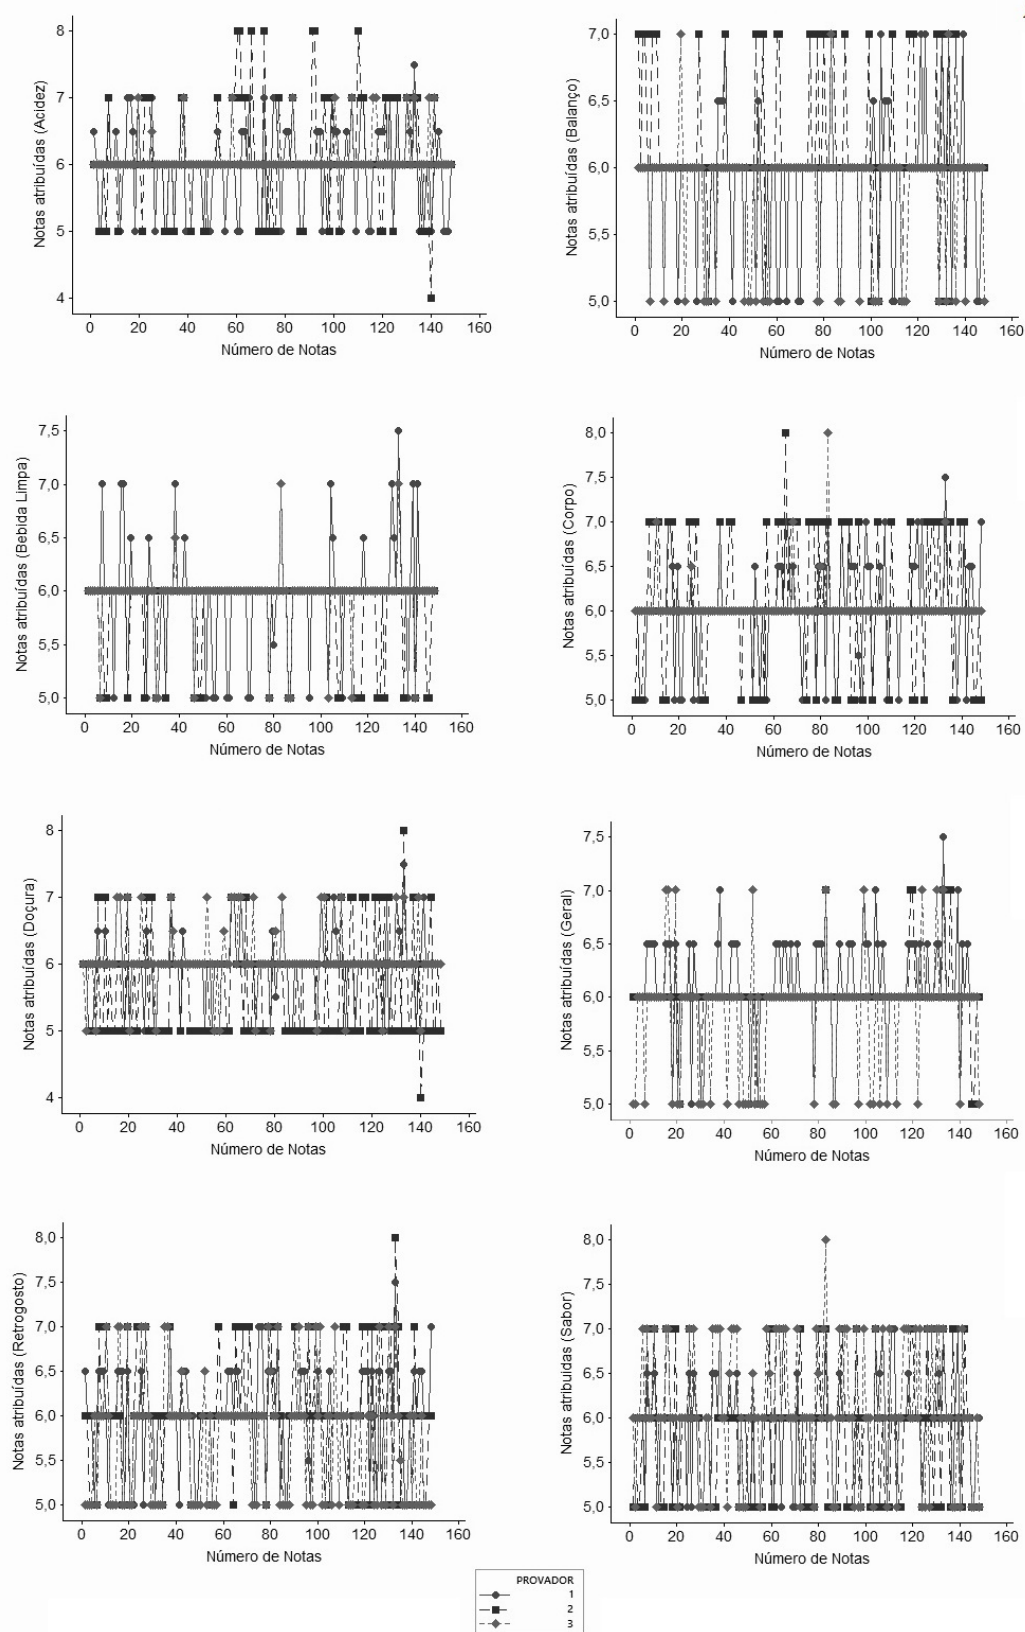 Notas atribuídas (Acidez)
8
7
6
5
4
0 20 40 60 80 100 120 140 160
Número de Notas
Notas atribuídas (Balanço)
7,0
6,5
6,0
5,5
5,0
0 20 40 60 80 100 120 140 160
Número de Notas
Notas atribuídas (Bebida Limpa)
7,5
7,0
6,5
6,0
5,5
5,0
0 20 40 60 80 100 120 140 160
Número de Notas
Notas atribuídas (Corpo)
8,0
7,5
7,0
6,5
6,0
5,5
5,0
0 20 40 60 80 100 120 140 160
Número de Notas
Notas atribuídas (Doçura)
8
7
6
5
4
0 20 40 60 80 100 120 140 160
Número de Notas
Notas atribuídas (Geral)
7,5
7,0
6,5
6,0
5,5
5,0
0 20 40 60 80 100 120 140 160
Número de Notas
Notas atribuídas (Retrogosto)
8,0
7,5
7,0
6,5
6,0
5,5
5,0
0 20 40 60 80 100 120 140 160
Número de Notas
Notas atribuidas (Sabor)
8,0
7,5
7,0
6,5
6,0
5,5
5,0
0 20 40 60 80 100 120 140 160
Número de Notas
PROVADOR
1
2
3